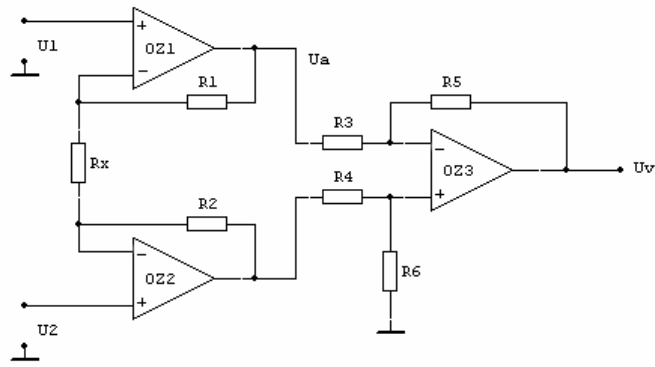 U1
+
OZ1
−
Ua
R1
R5
R3
Rx
−
OZ3
+
Uv
R4
R2
−
OZ2
+
R6
U2